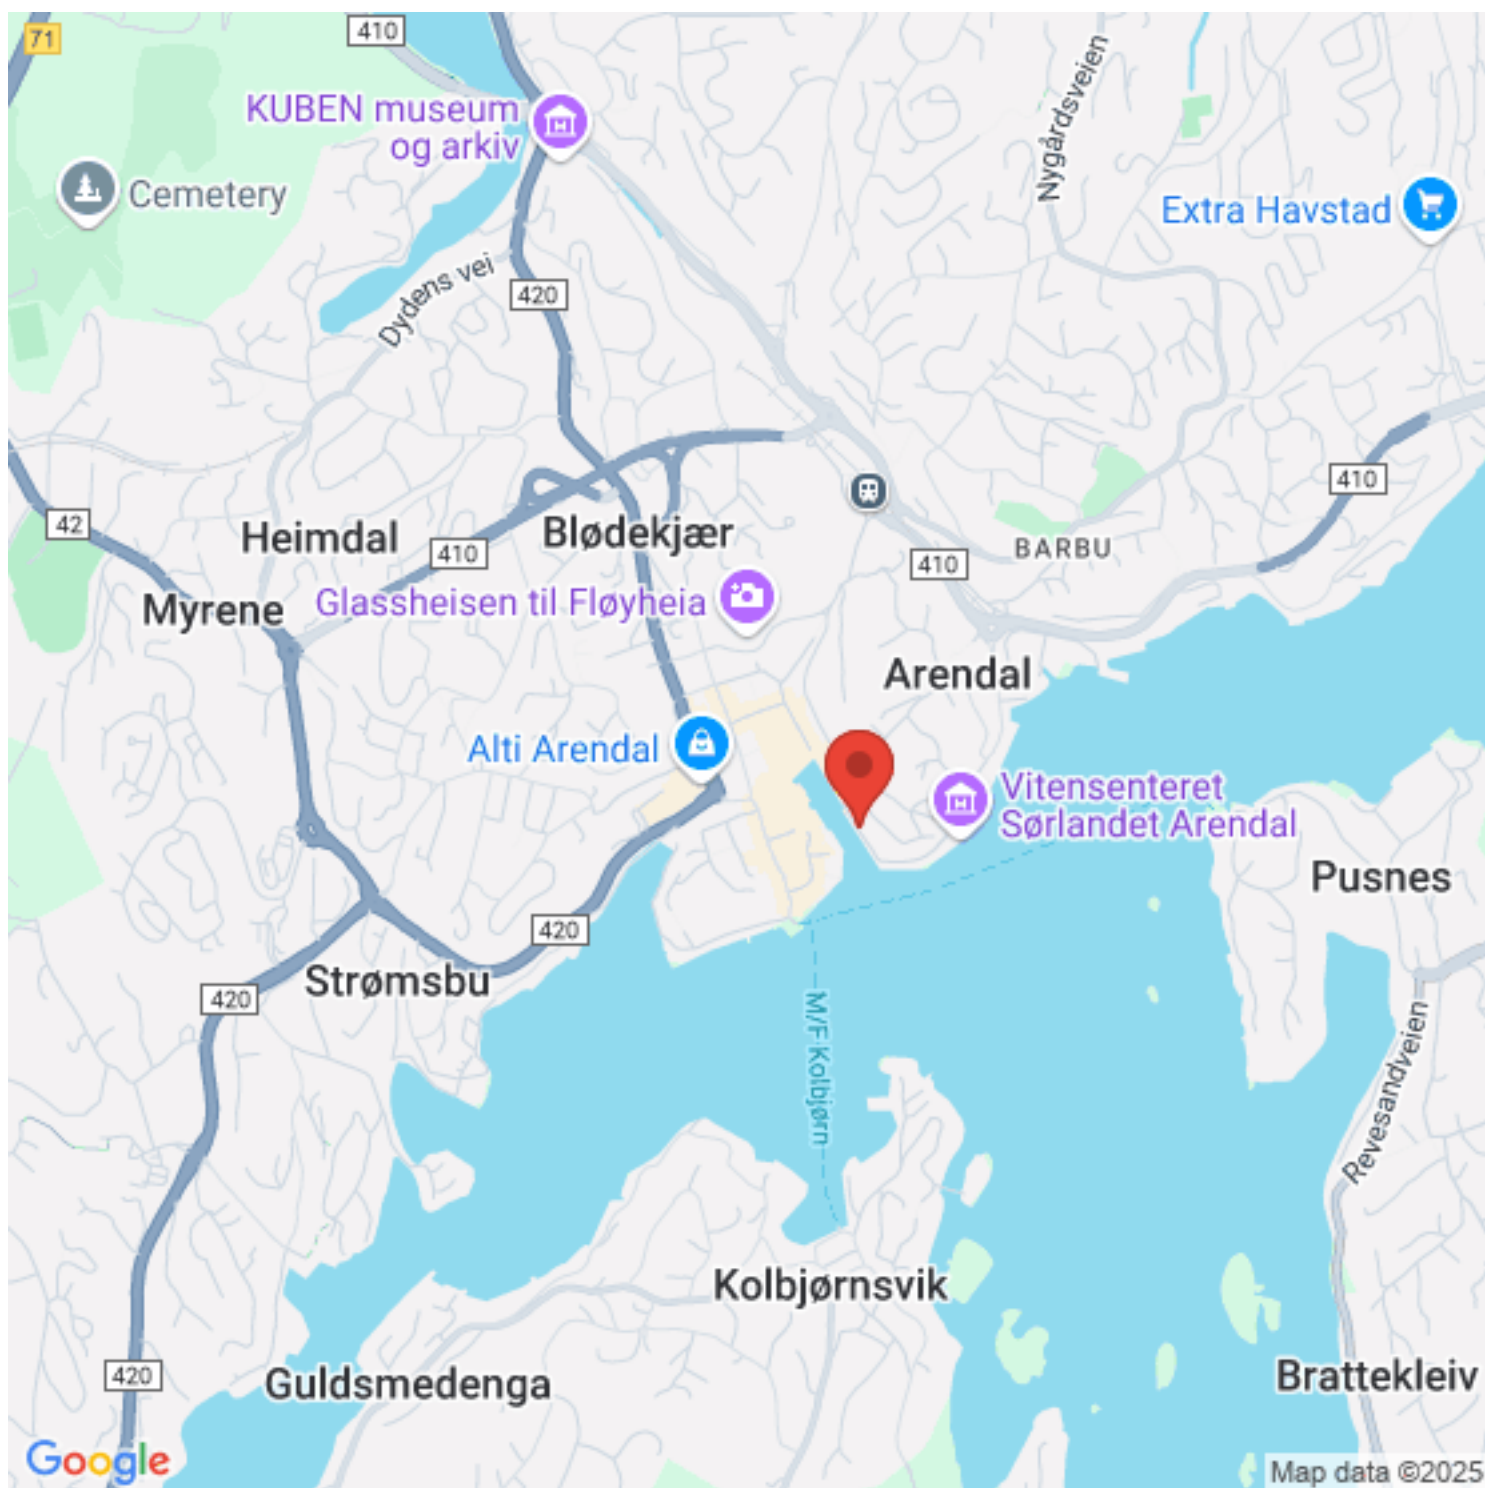 71
410
KUBEN museum
og arkiv
Cemetery
Nygårdsveien
Extra Havstad
Dydens vei
420
410
42
Heimdal
410
Blødekjær
BARBU
410
Myrene
Glassheisen til Fløyheia
Arendal
Alti Arendal
Vitensenteret
Sørlandet Arendal
Pusnes
420
Strømsbu
420
M/F Kolbjørn
Revesandveien
Kolbjørnsvik
420
Guldsmedenga
Brattekleiv
Google
Map data ©2025